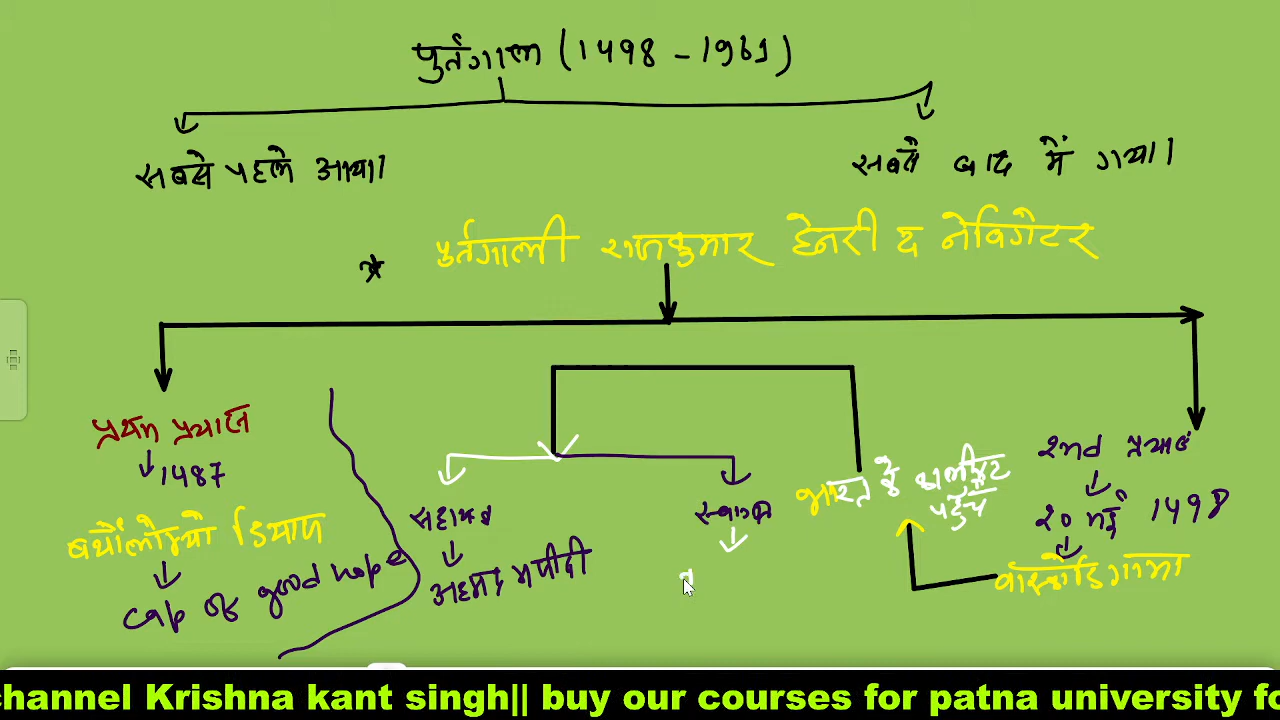 पुर्तगाल (1498 - 1961)
सबसे पहले आया।
सबसे बाद में गया।
* पुर्तगाली राजकुमार हेनरी द नेविगेटर
प्रथम प्रयास
1487
बर्थोलोम्यो डियाज
cap of good hope
सहायक
अहमद मजीदी
स्वागत
भारत के कालीकट
पहुँचे
2nd प्रयास
20 मई 1498
वास्कोडिगामा
channel Krishna kant singh|| buy our courses for patna university fo